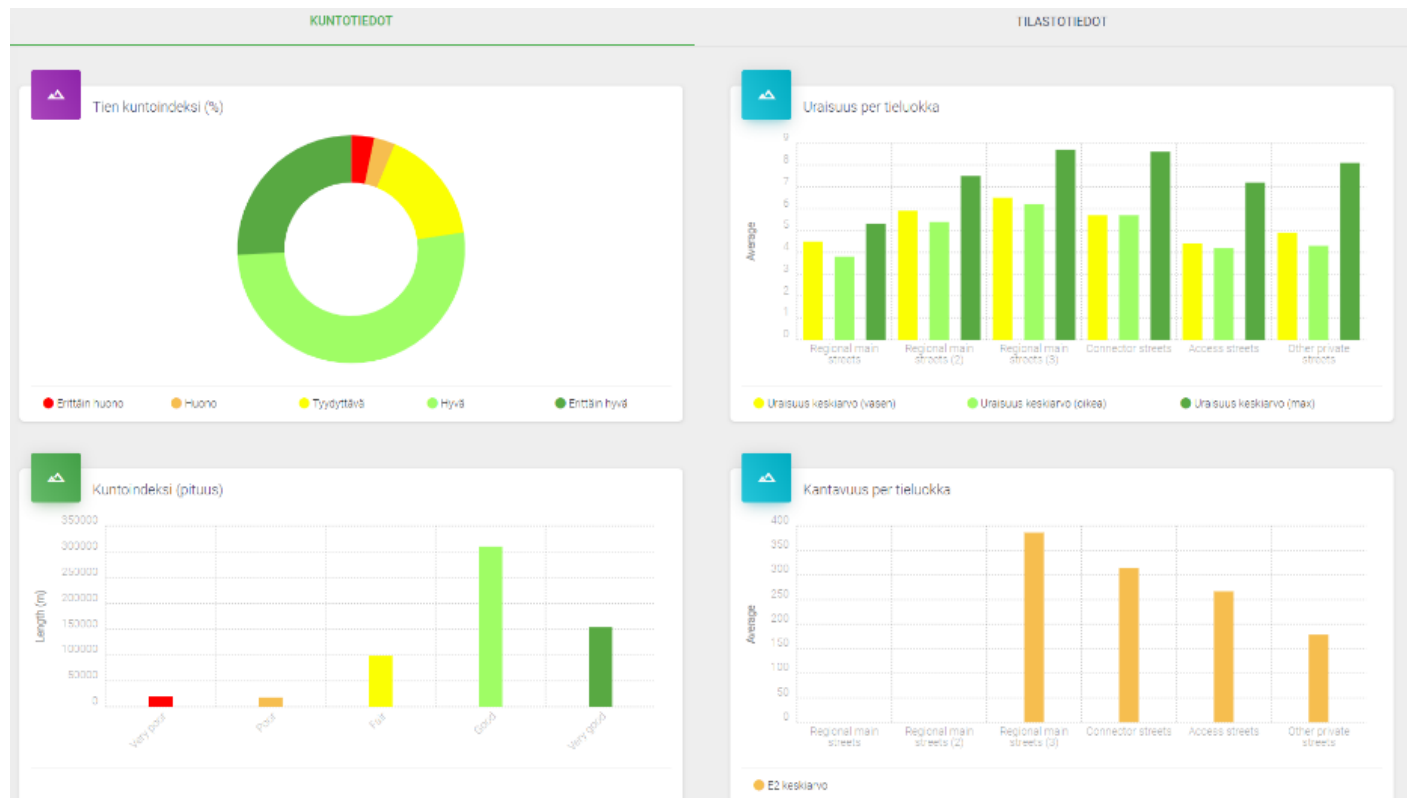 KUNTOTIEDOT
TILASTOTIEDOT
Tien kuntoindeksi (%)
Erittäin huono
Huono
Tyydyttävä
Hyvä
Erittäin hyvä
Uraisuus per tieluokka
9
8
7
6
5
4
3
2
1
0
Average
Regional main
streets
Regional main
streets (2)
Regional main
streets (3)
Connector streets
Access streets
Other private
streets
Uraisuus keskiarvo (vasen)
Uraisuus keskiarvo (oikea)
Uraisuus keskiarvo (max)
Kuntoindeksi (pituus)
350000
300000
250000
200000
150000
100000
50000
0
Length (m)
Very poor
Poor
Fair
Good
Very good
Kantavuus per tieluokka
400
350
300
250
200
150
100
50
0
Average
Regional main
streets
Regional main
streets (2)
Regional main
streets (3)
Connector streets
Access streets
Other private
streets
E2 keskiarvo